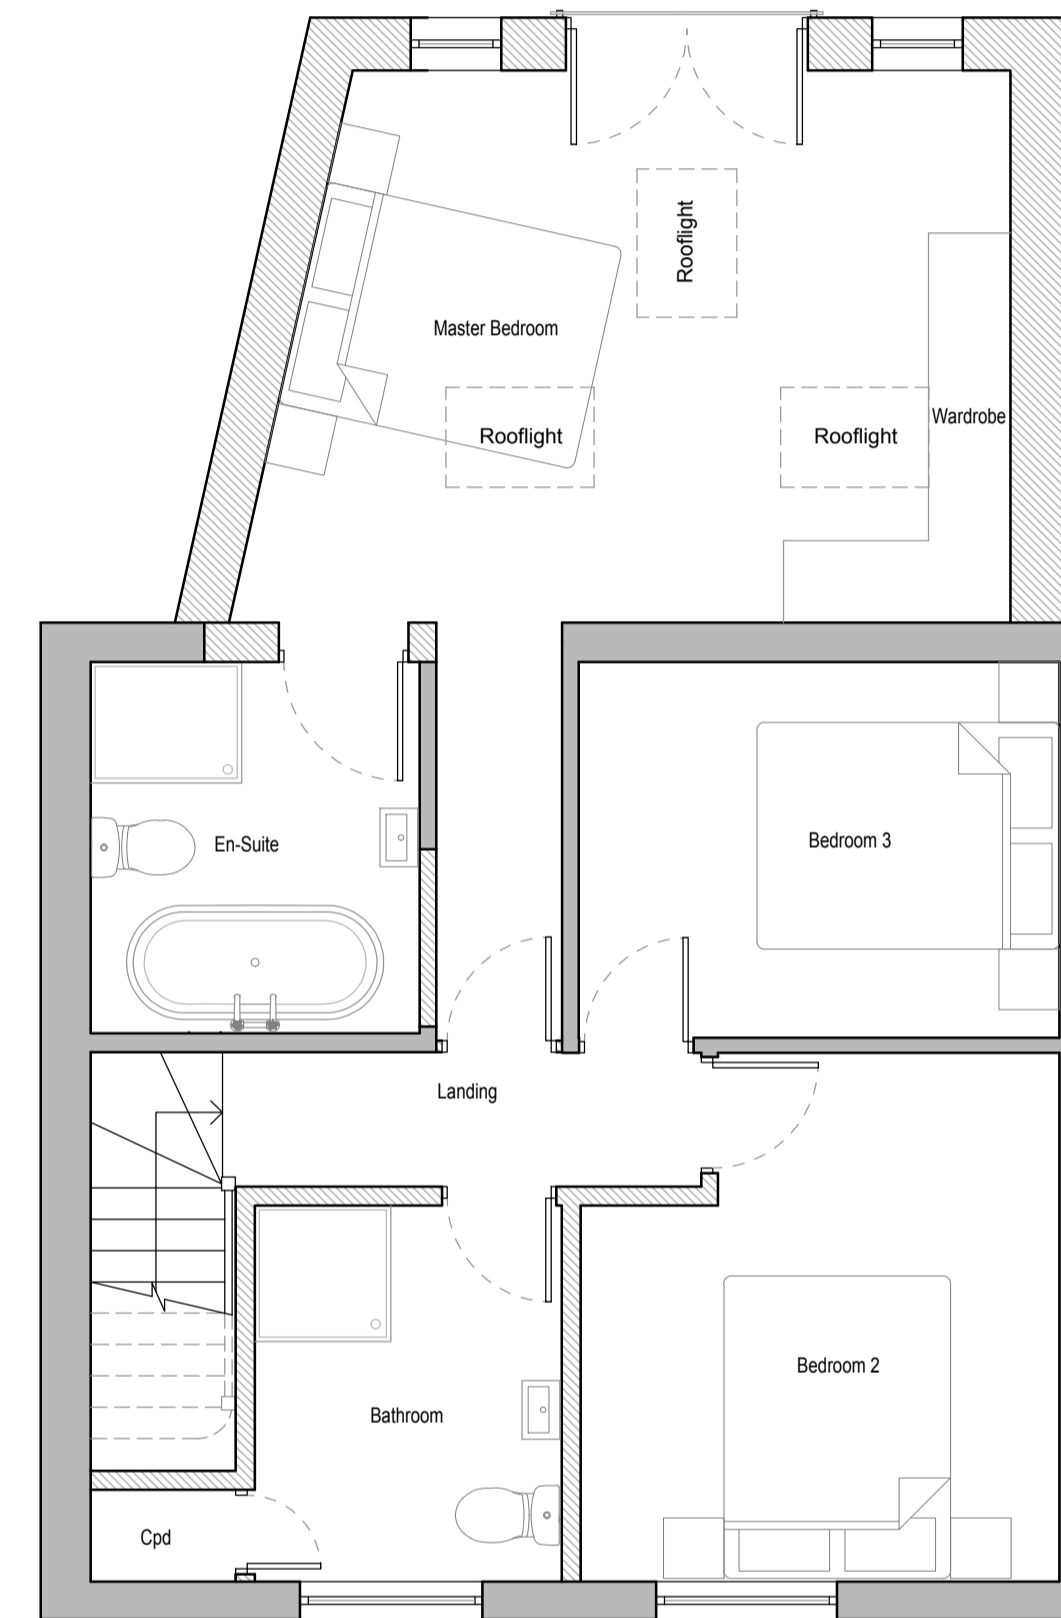 Rooflight
Master Bedroom
Wardrobe
Rooflight
Rooflight
En-Suite
Bedroom 3
Landing
Bedroom 2
Bathroom
Cpd